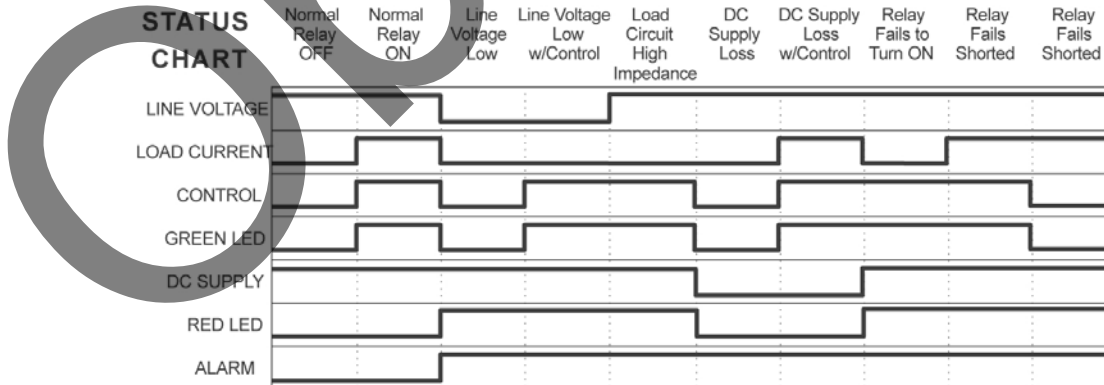 STATUS
CHART
Normal
Relay
OFF
Normal
Relay
ON
Line
Voltage
Low
Line Voltage
Low
w/Control
Load
Circuit
High
Impedance
DC
Supply
Loss
DC Supply
Loss
w/Control
Relay
Fails to
Turn ON
Relay
Fails
Shorted
Relay
Fails
Shorted
LINE VOLTAGE
LOAD CURRENT
CONTROL
GREEN LED
DC SUPPLY
RED LED
ALARM